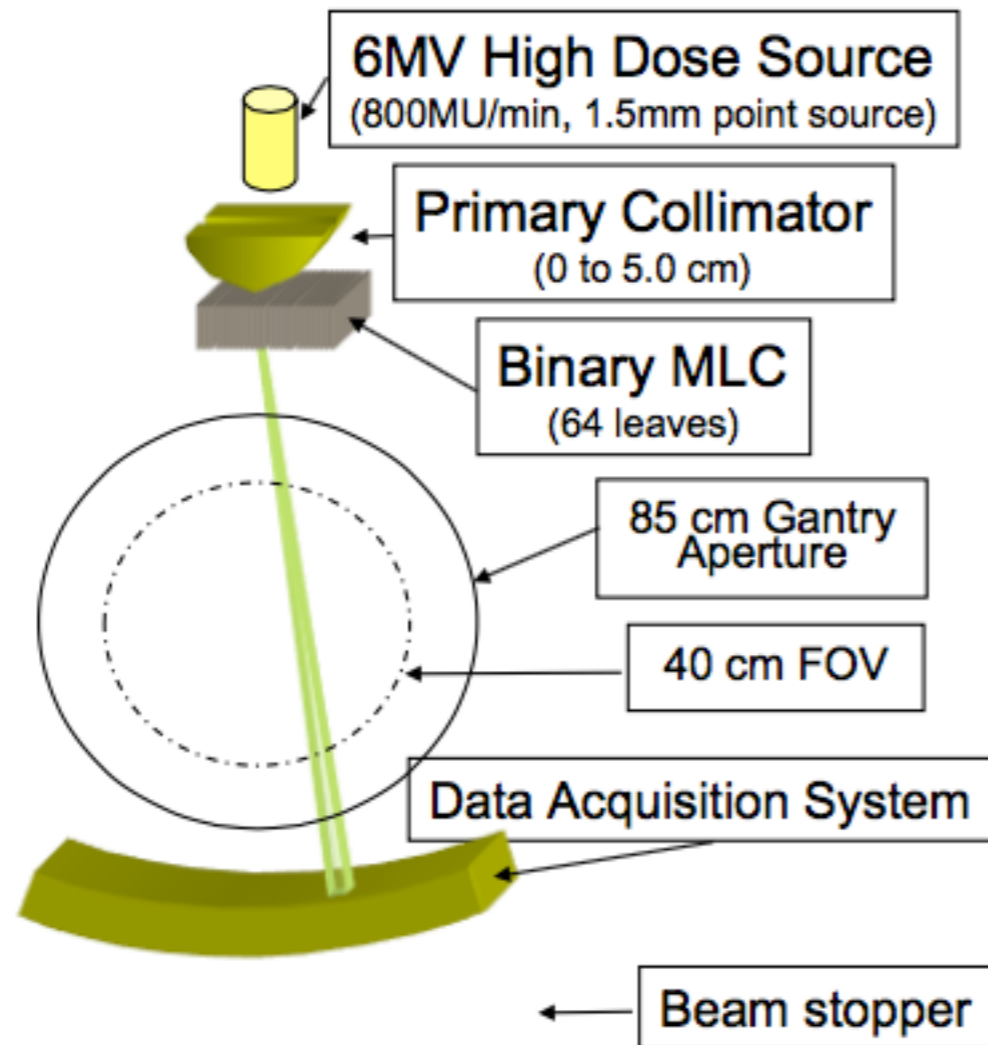 6MV High Dose Source
(800MU/min, 1.5mm point source)
Primary Collimator
(0 to 5.0 cm)
Binary MLC
(64 leaves)
85 cm Gantry
Aperture
40 cm FOV
Data Acquisition System
Beam stopper